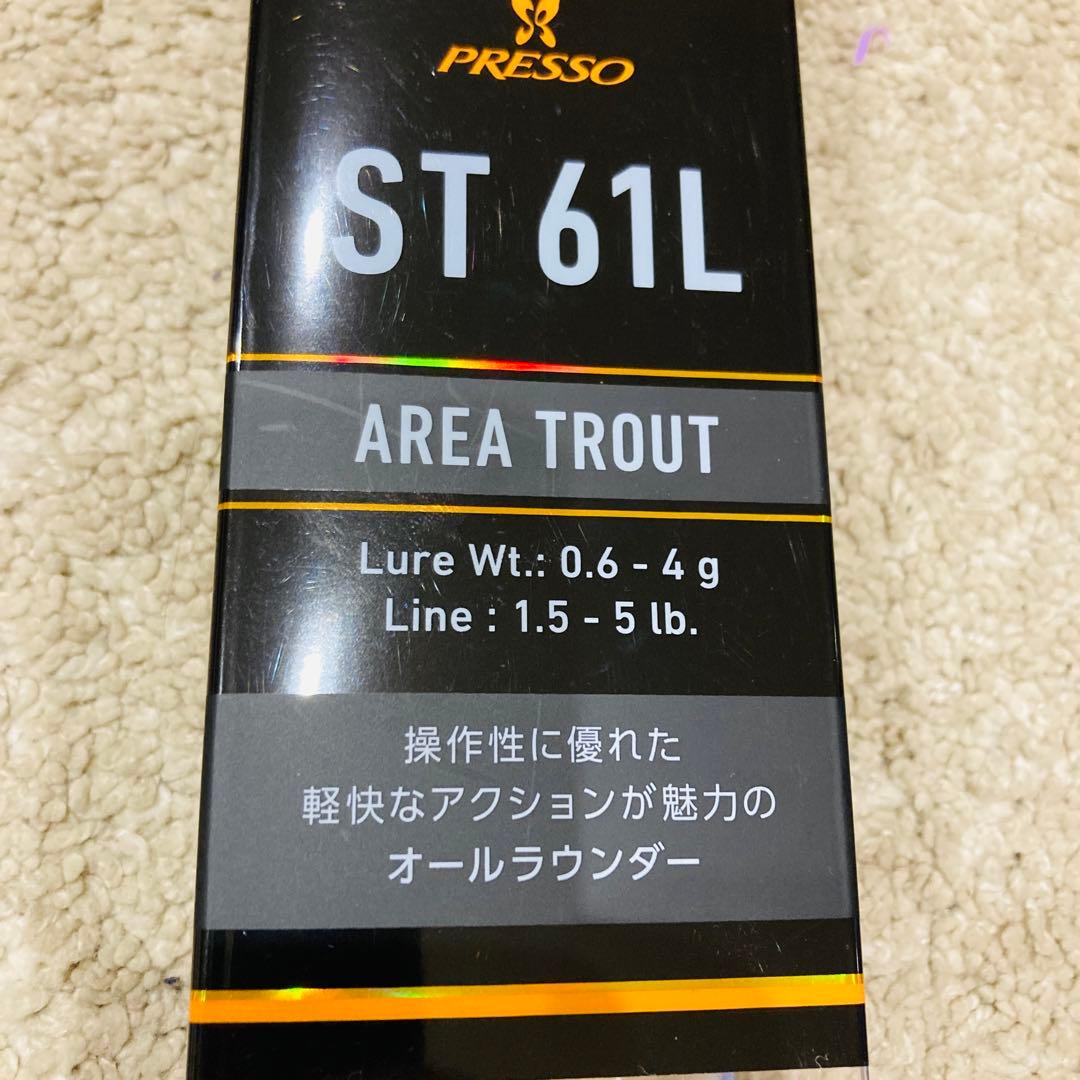 PRESSO
ST 61L
AREA TROUT
Lure Wt.: 0.6 - 4 g
Line : 1.5 - 5 lb.
操作性に優れた
軽快なアクションが魅力の
オールラウンダー